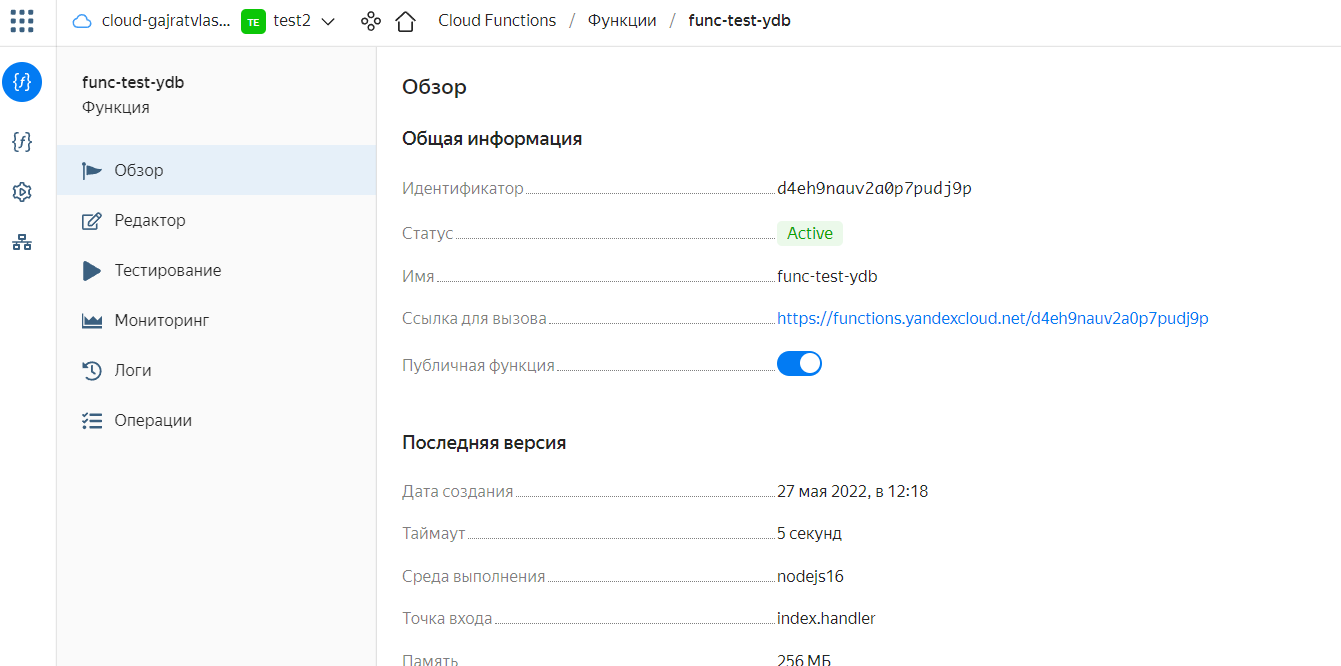 cloud-gajratvlas... TE test2 Cloud Functions / Функции / func-test-ydb
{ƒ}
{ƒ}
func-test-ydb
Функция
Обзор
Редактор
Тестирование
Мониторинг
Логи
Операции
Обзор
Общая информация
Идентификатор d4eh9nauv2a0p7pudj9p
Статус Active
Имя func-test-ydb
Ссылка для вызова https://functions.yandexcloud.net/d4eh9nauv2a0p7pudj9p
Публичная функция
Последняя версия
Дата создания 27 мая 2022, в 12:18
Таймаут 5 секунд
Среда выполнения nodejs16
Точка входа index.handler
Память 256 МБ